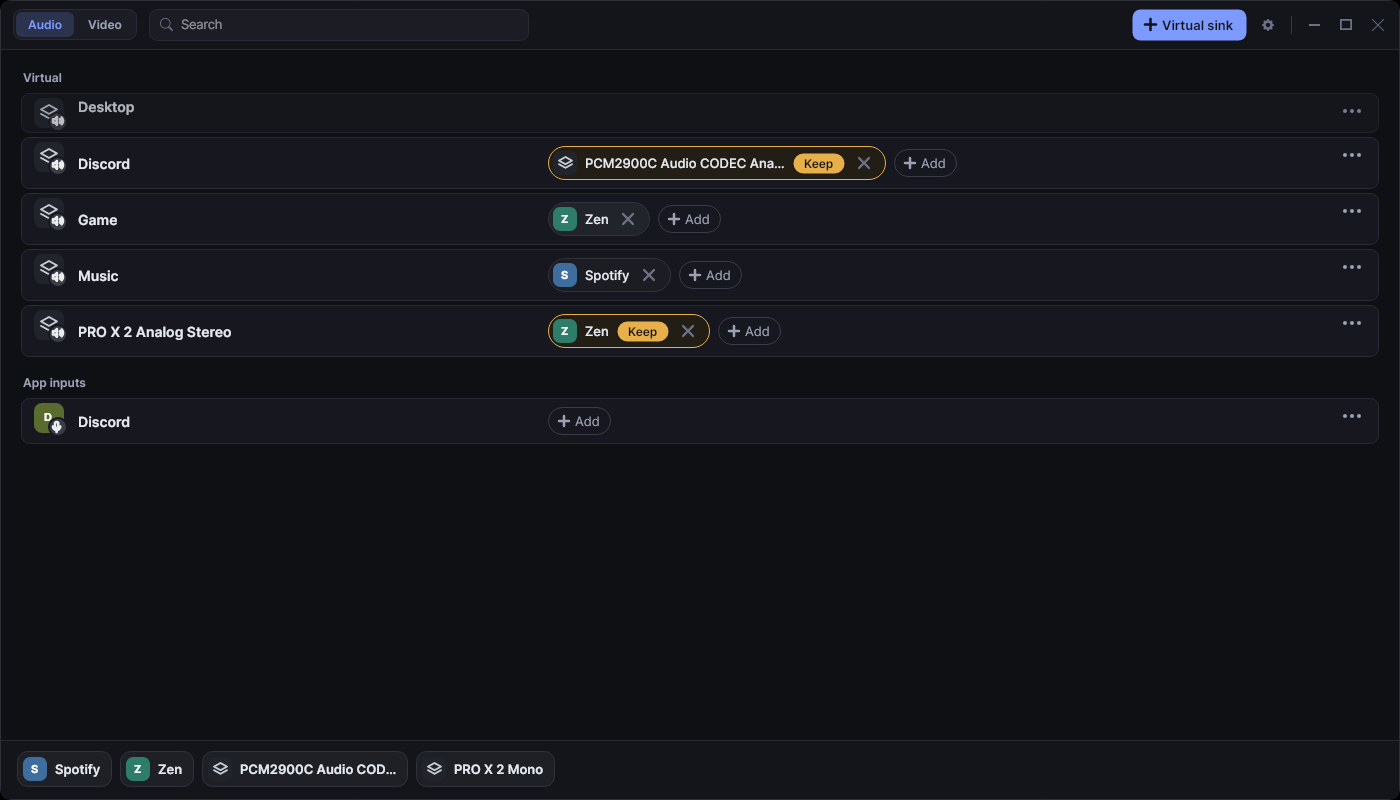 Audio Video Search + Virtual sink
Virtual
Desktop
Discord PCM2900C Audio CODEC Ana... Keep + Add
Game Z Zen + Add
Music S Spotify + Add
PRO X 2 Analog Stereo Z Zen Keep + Add
App inputs
D Discord + Add
S Spotify Z Zen PCM2900C Audio COD... PRO X 2 Mono